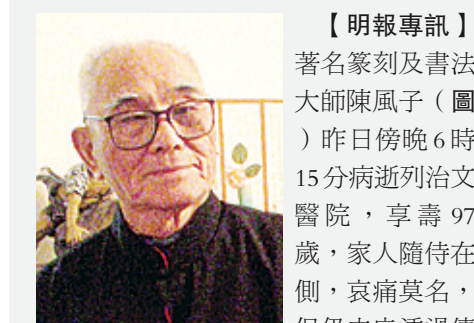 【明報專訊】
著名篆刻及書法
大師陳風子（圖
）昨日傍晚6時
15分病逝列治文
醫院，享壽97
歲，家人隨侍在
側，哀痛莫名，